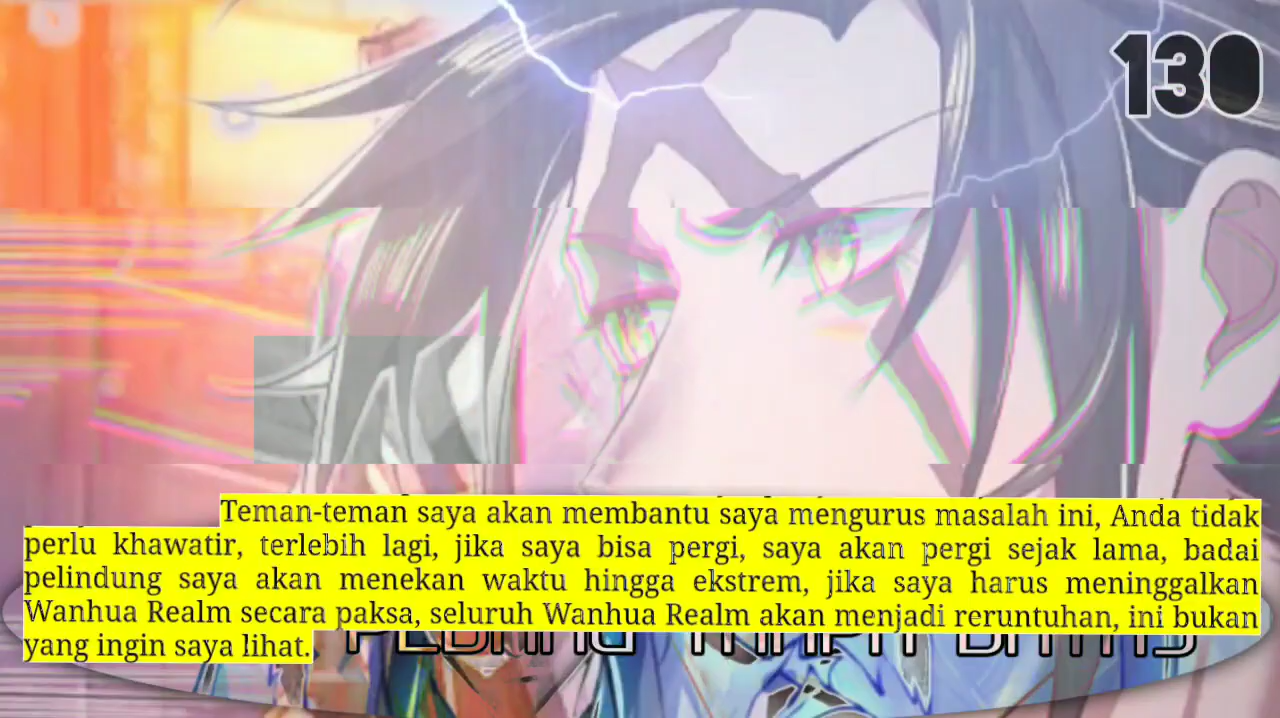 130
Teman-teman saya akan membantu saya mengurus masalah ini, Anda tidak
perlu khawatir, terlebih lagi, jika saya bisa pergi, saya akan pergi sejak lama, badai
pelindung saya akan menekan waktu hingga ekstrem, jika saya harus meninggalkan
Wanhua Realm secara paksa, seluruh Wanhua Realm akan menjadi reruntuhan, ini bukan
yang ingin saya lihat.